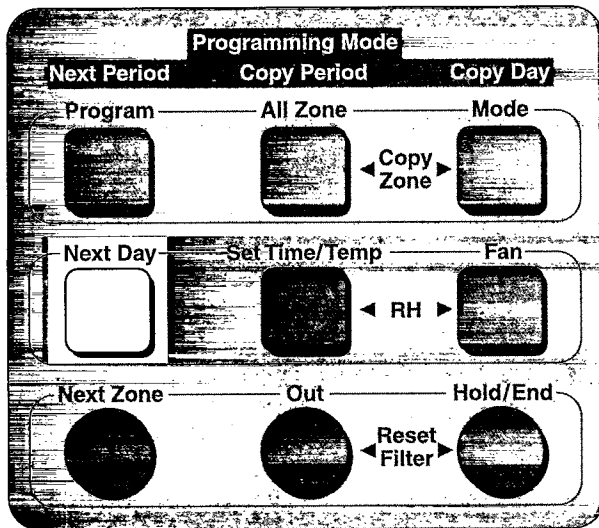 Programming Mode
Next Period Copy Period Copy Day
Program All Zone Mode
Copy Zone
Next Day Set Time/Temp Fan
RH
Next Zone Out Hold/End
Reset Filter